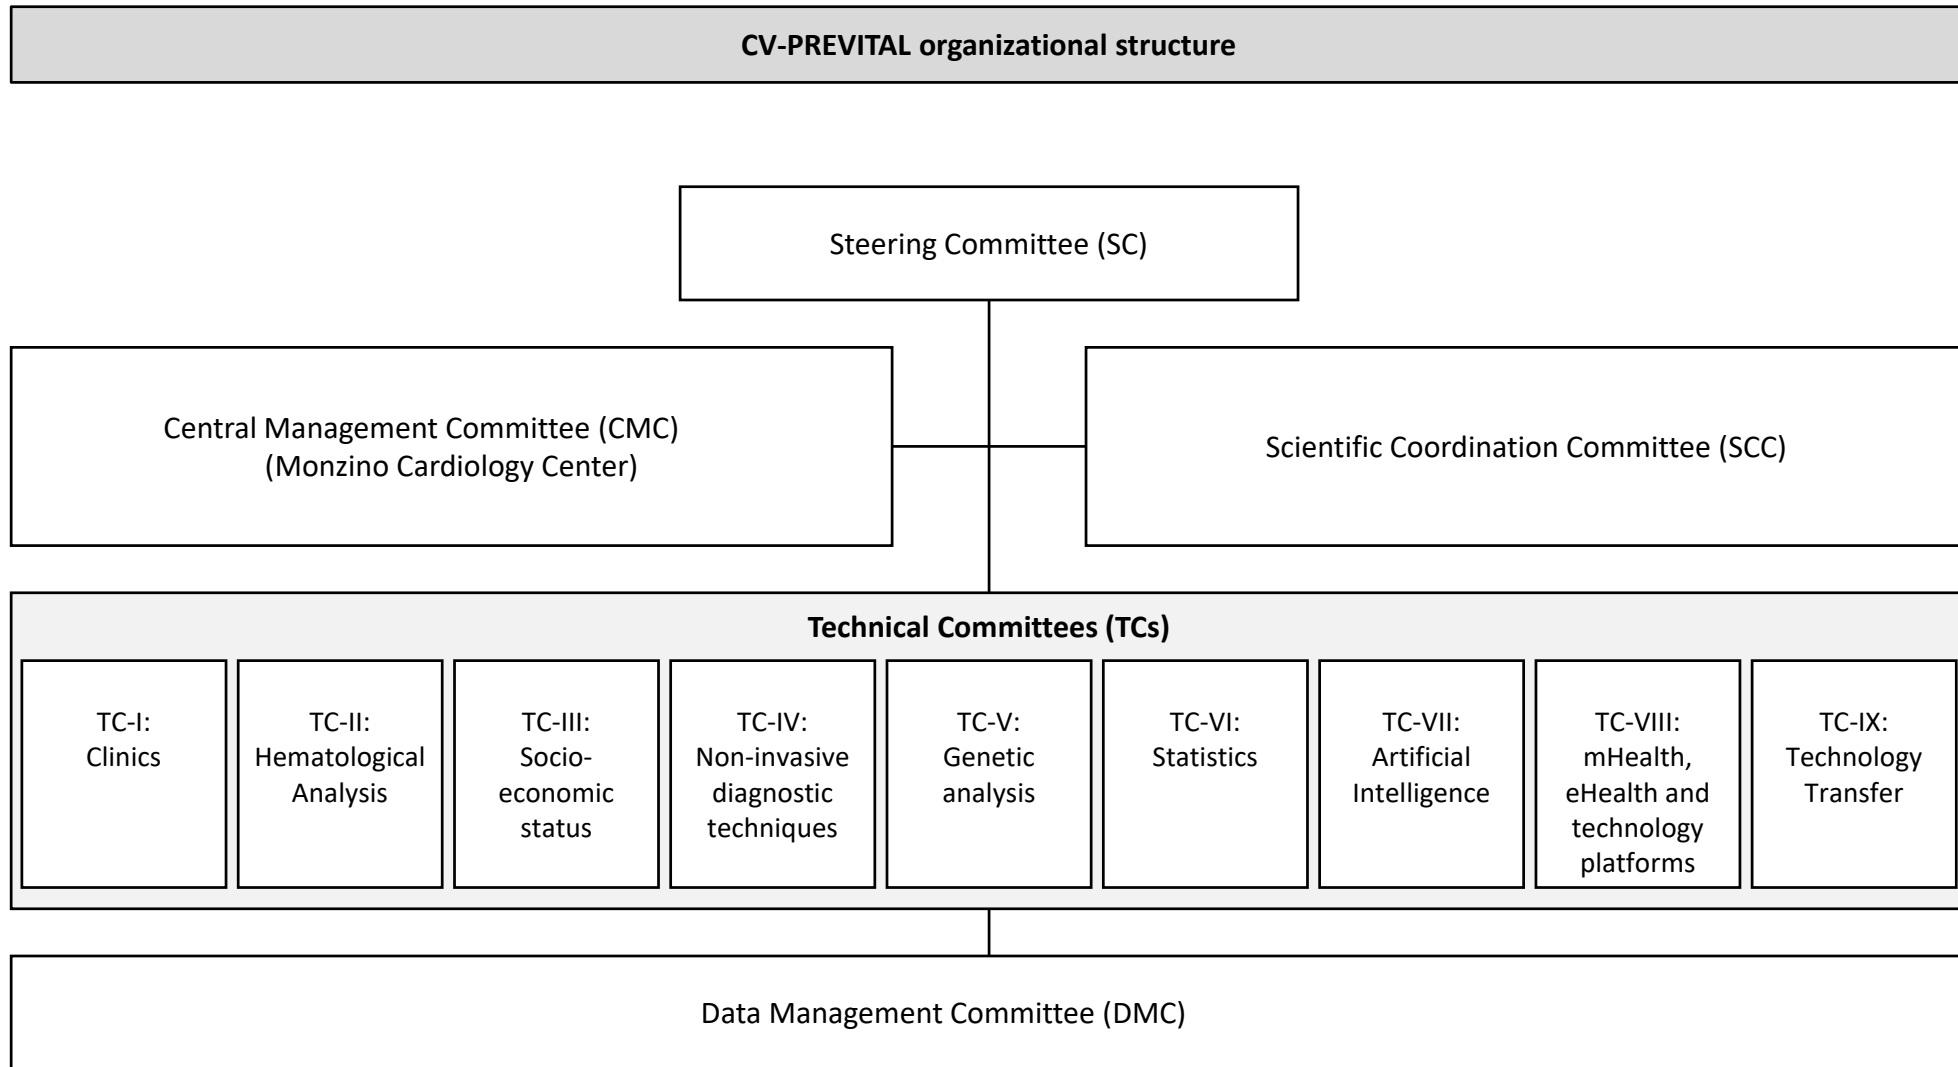 CV-PREVITAL organizational structure
Steering Committee (SC)
Central Management Committee (CMC)
(Monzino Cardiology Center)
Scientific Coordination Committee (SCC)
Technical Committees (TCs)
TC-I:
Clinics
TC-II:
Hematological
Analysis
TC-III:
Socio-
economic
status
TC-IV:
Non-invasive
diagnostic
techniques
TC-V:
Genetic
analysis
TC-VI:
Statistics
TC-VII:
Artificial
Intelligence
TC-VIII:
mHealth,
eHealth and
technology
platforms
TC-IX:
Technology
Transfer
Data Management Committee (DMC)